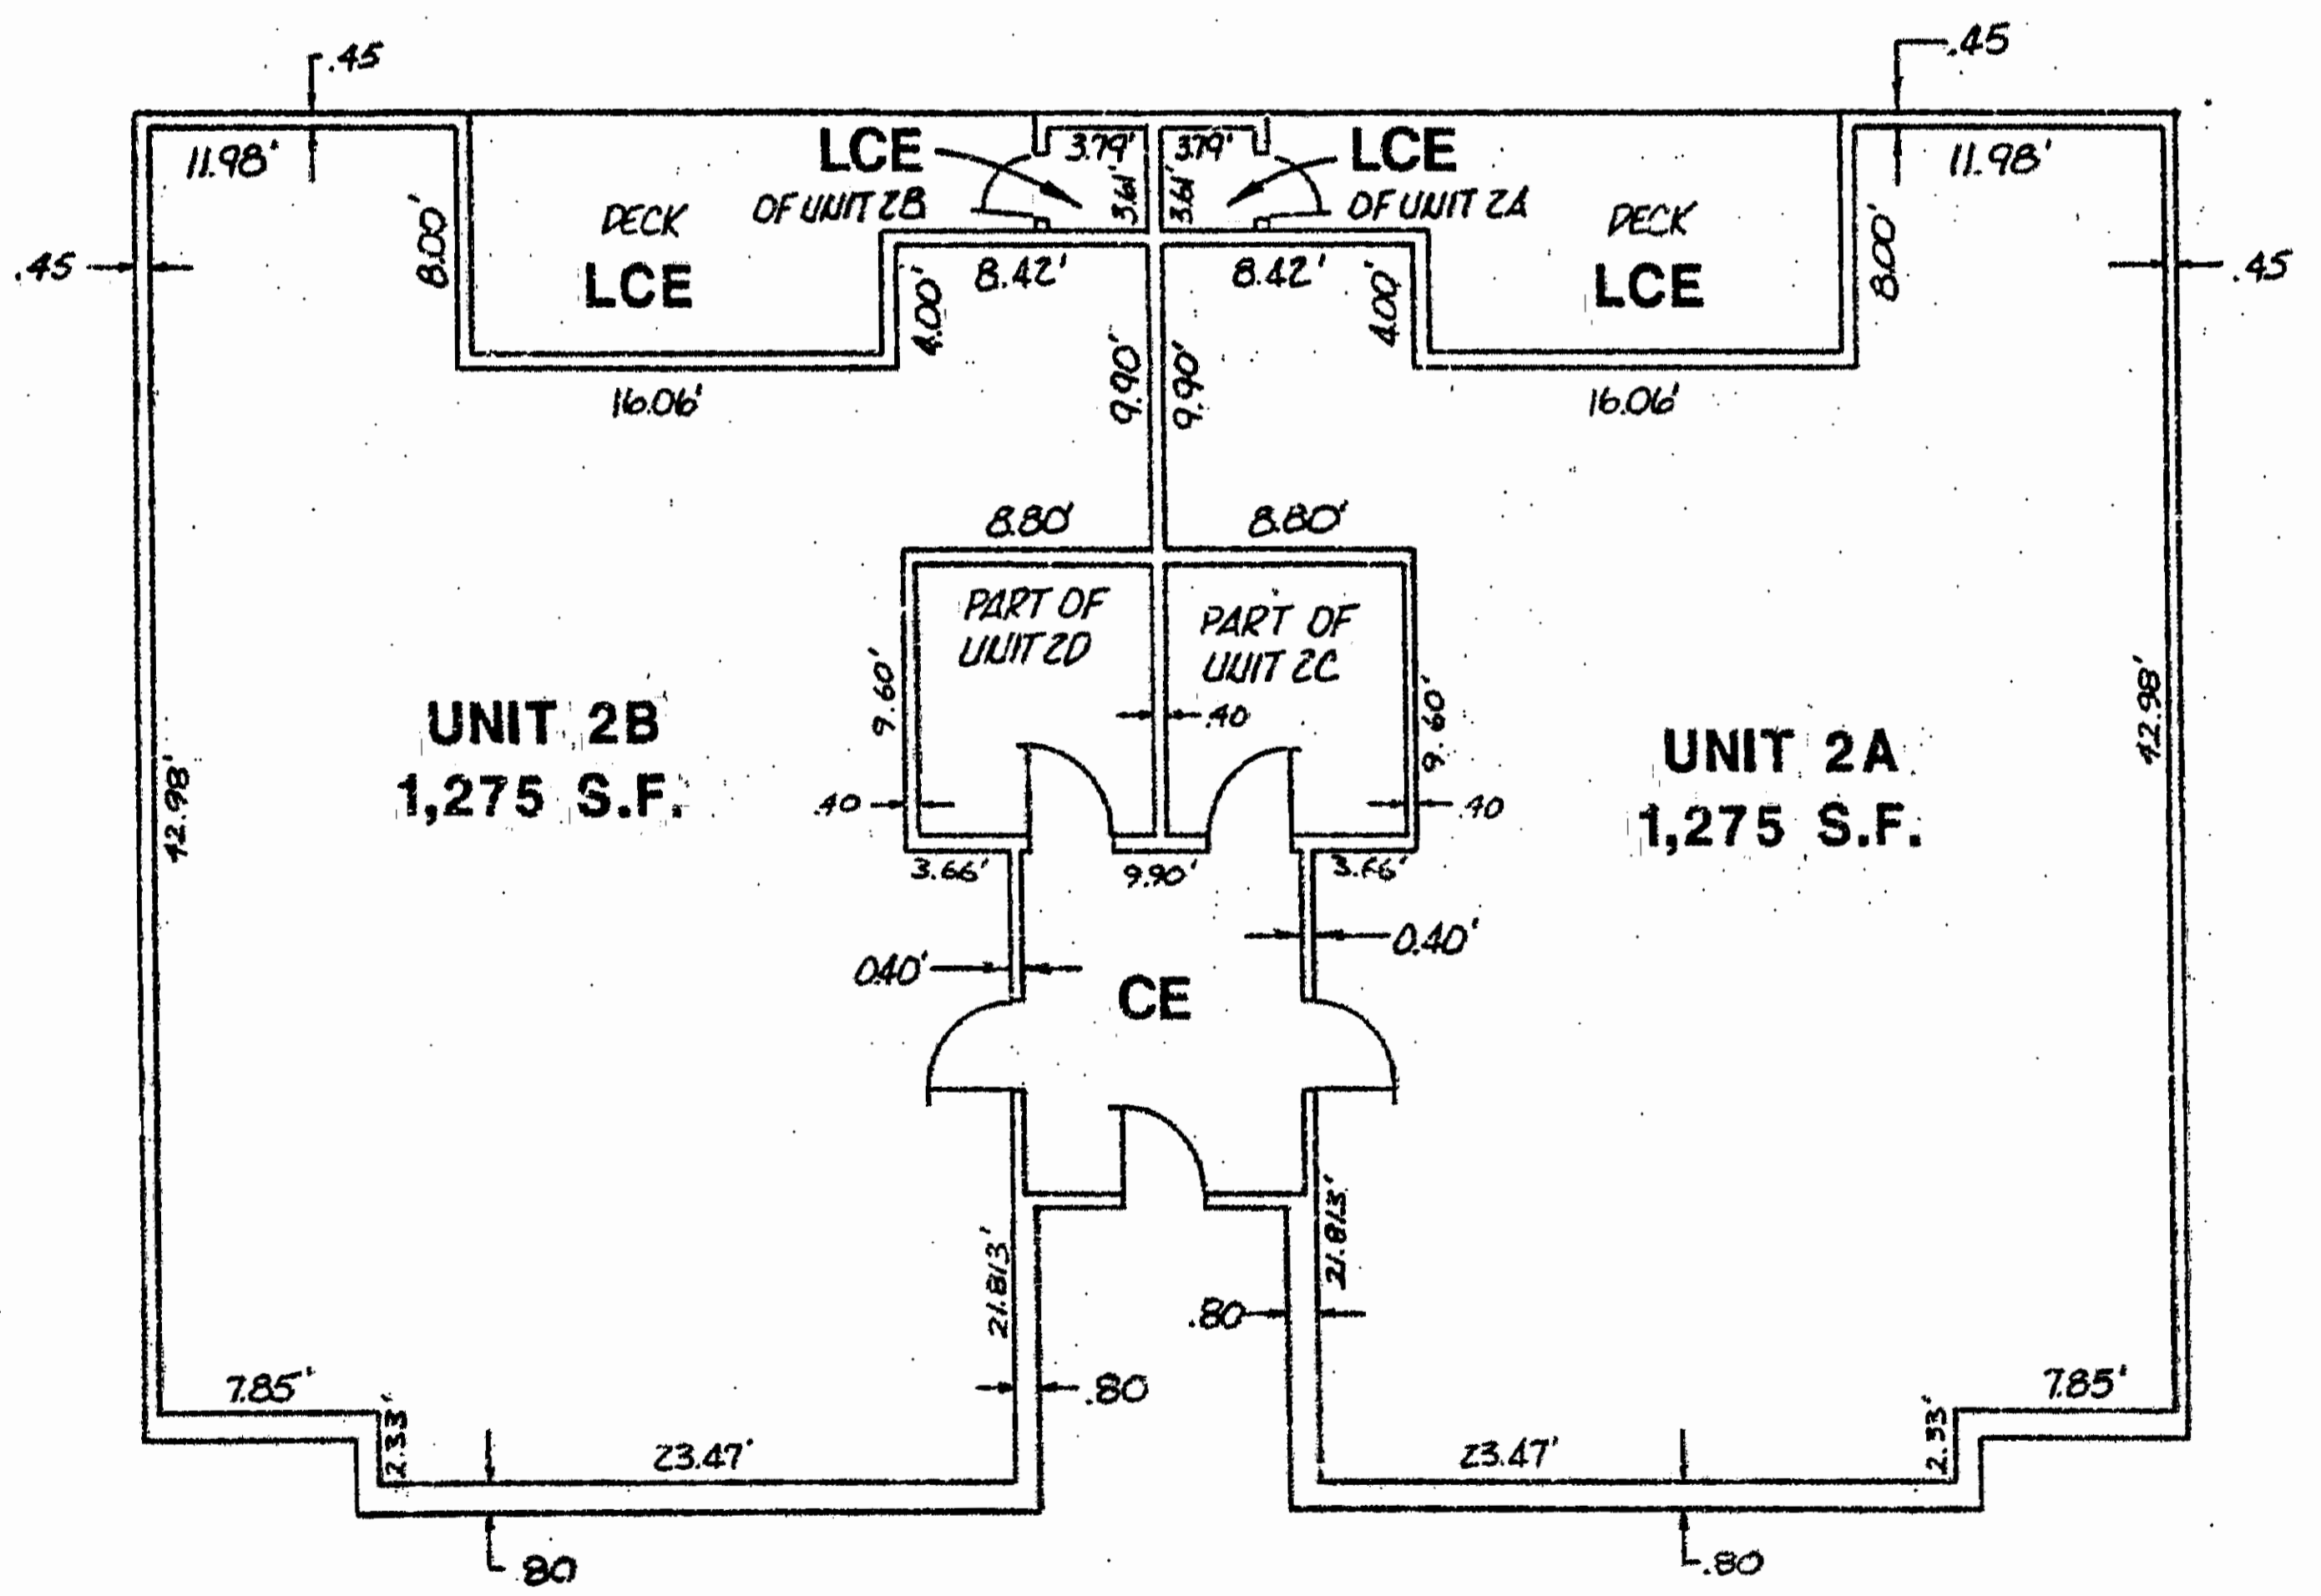 .45
.45
11.98'
LCE
OF UNIT 2B
3.79'
3.79'
LCE
OF UNIT 2A
11.98'
3.61'
3.61'
DECK
LCE
DECK
LCE
8.00'
8.00'
.45
.45
8.42'
8.42'
4.00'
4.00'
16.06'
16.06'
9.90'
9.90'
8.80'
8.80'
PART OF
UNIT 2D
PART OF
UNIT 2C
9.60'
9.60'
.40
UNIT 2B
1,275 S.F.
UNIT 2A
1,275 S.F.
42.98'
42.98'
.40
.40
3.66'
9.90'
3.66'
0.40'
0.40'
CE
21.813'
21.813'
.80
.80
7.85'
7.85'
2.33'
2.33'
23.47'
23.47'
.80
.80